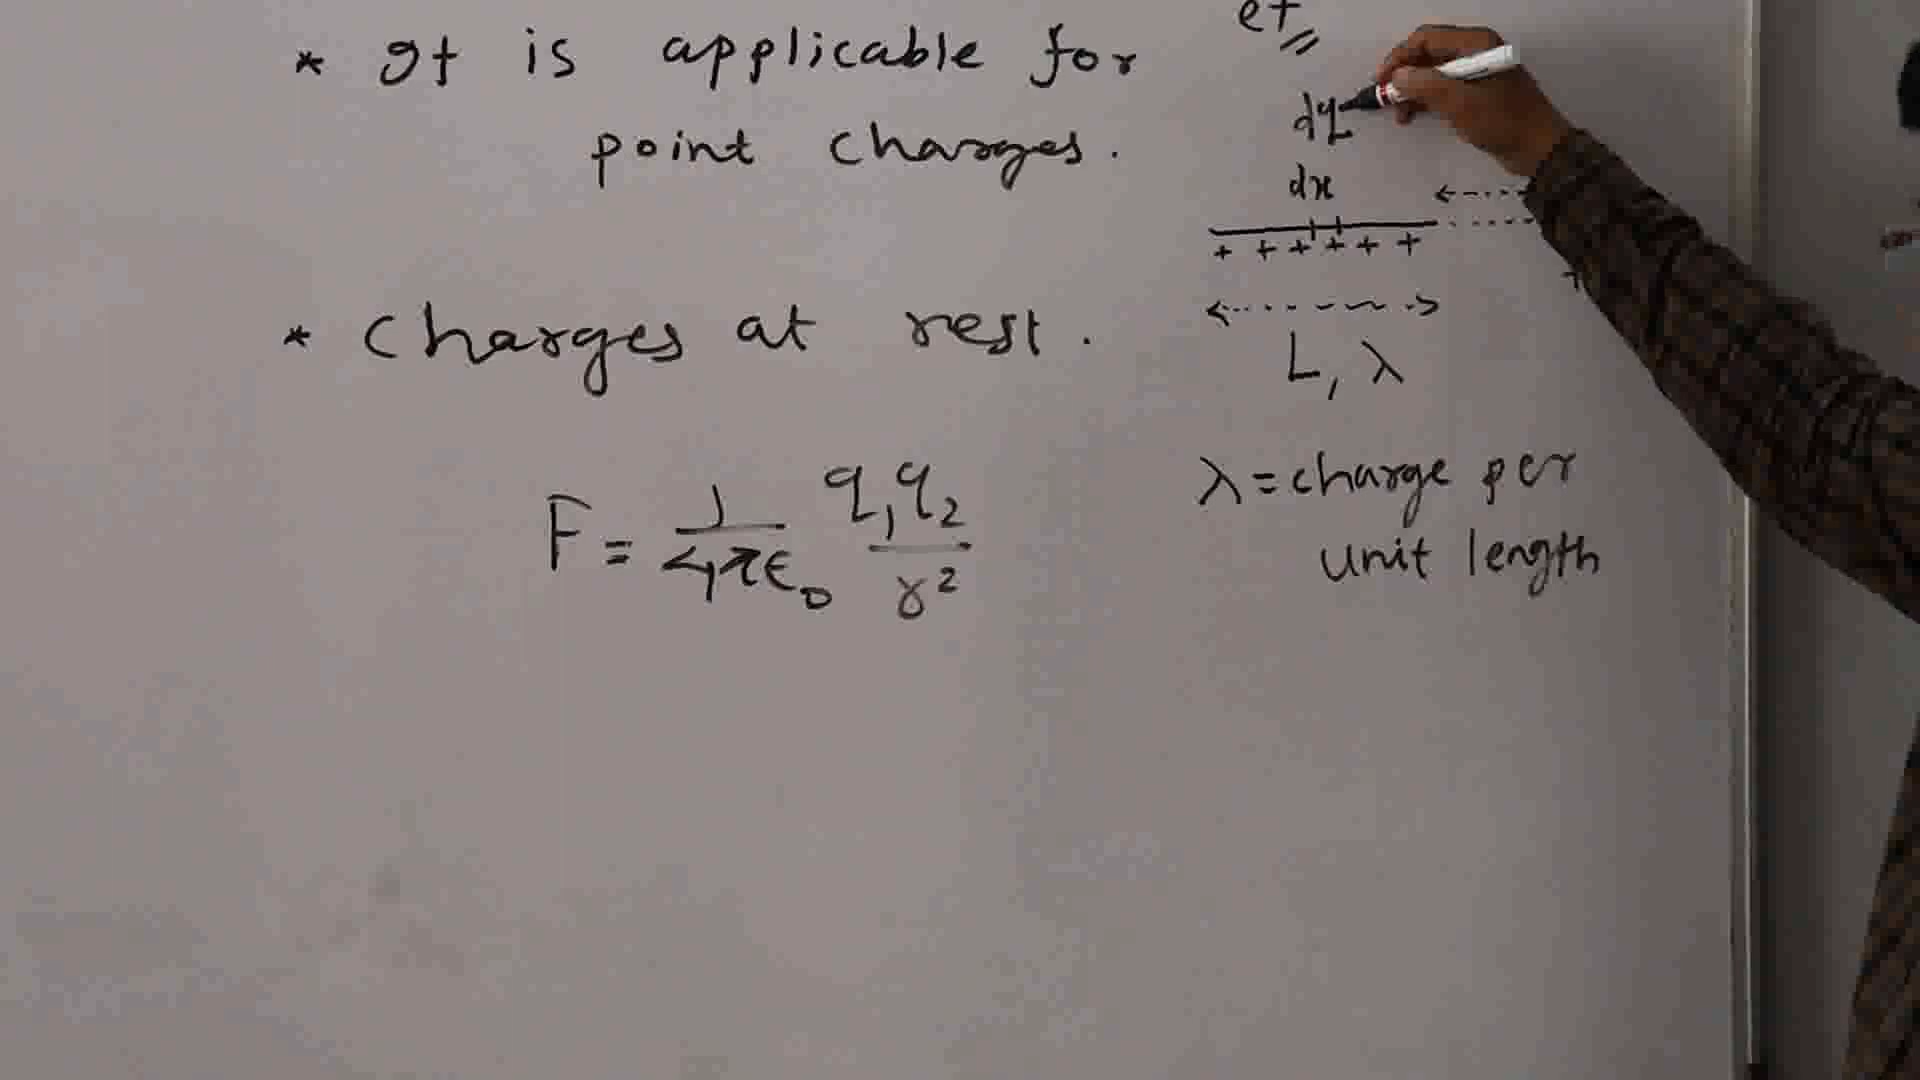 * It is applicable for
point charges.
* Charges at rest.
F = 1/4πε₀ q₁q₂/r²
dq
dx
+ + + + + +
L, λ
λ = charge per
unit length